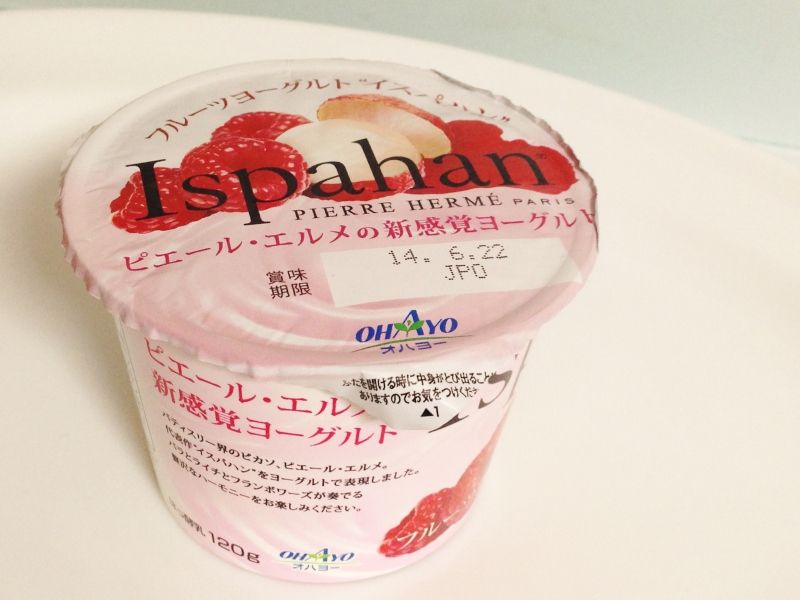 フルーツヨーグルト"イスパハン"
Ispahan
PIERRE HERMÉ PARIS
ピエール・エルメの新感覚ヨーグルト
賞味
期限
14. 6.22
JPO
OHAYO
オハヨー
ふたを開ける時に中身がとび出ること
ありますのでお気をつけくだ
▲1
ピエール・エルメ
新感覚ヨーグルト
パティスリー界のピカソ、ピエール・エルメ。
代表作"イスパハン"をヨーグルトで表現しました。
バラとライチとフランボワーズが奏でる
贅沢なハーモニーをお楽しみください。
フルー
120g
OHAYO
オハヨー